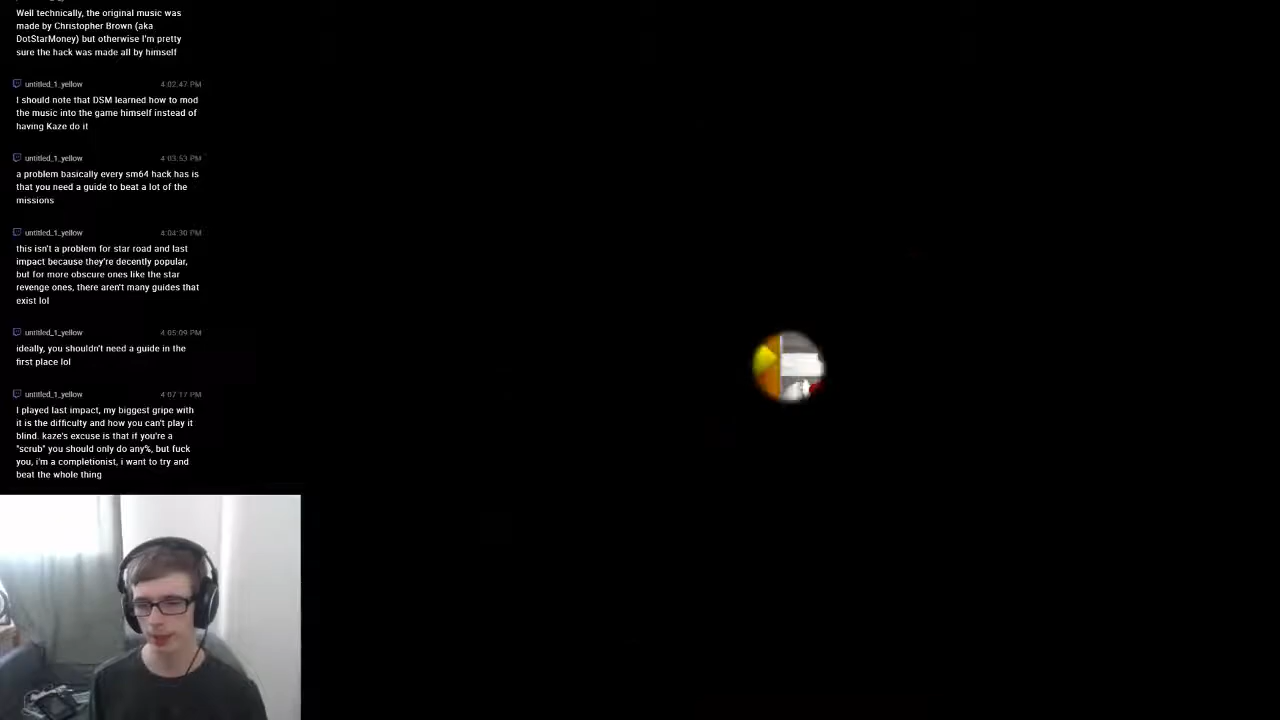 Well technically, the original music was
made by Christopher Brown (aka
DotStarMoney) but otherwise I'm pretty
sure the hack was made all by himself
untitled_1_yellow 4:02:47 PM
I should note that DSM learned how to mod
the music into the game himself instead of
having Kaze do it
untitled_1_yellow 4:03:53 PM
a problem basically every sm64 hack has is
that you need a guide to beat a lot of the
missions
untitled_1_yellow 4:04:30 PM
this isn't a problem for star road and last
impact because they're decently popular,
but for more obscure ones like the star
revenge ones, there aren't many guides that
exist lol
untitled_1_yellow 4:05:09 PM
ideally, you shouldn't need a guide in the
first place lol
untitled_1_yellow 4:07:17 PM
I played last impact, my biggest gripe with
it is the difficulty and how you can't play it
blind. kaze's excuse is that if you're a
"scrub" you should only do any%, but fuck
you, i'm a completionist, i want to try and
beat the whole thing